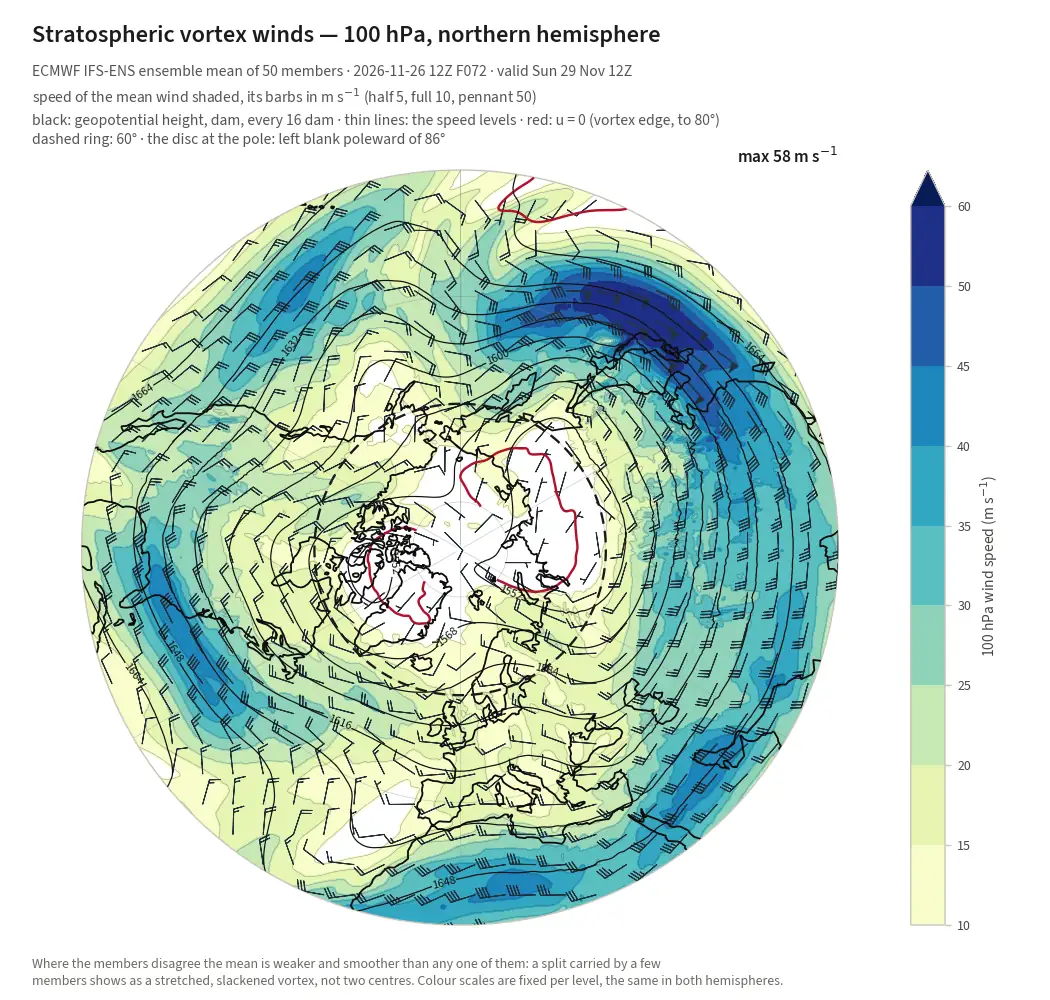 Stratospheric vortex winds — 100 hPa, northern hemisphere
ECMWF IFS-ENS ensemble mean of 50 members · 2026-11-26 12Z F072 · valid Sun 29 Nov 12Z
speed of the mean wind shaded, its barbs in m s⁻¹ (half 5, full 10, pennant 50)
black: geopotential height, dam, every 16 dam · thin lines: the speed levels · red: u = 0 (vortex edge, to 80°)
dashed ring: 60° · the disc at the pole: left blank poleward of 86°
max 58 m s⁻¹
60
50
45
40
35
30
25
20
15
10
100 hPa wind speed (m s⁻¹)
1632
1600
1664
1664
1568
1616
1648
1664
1648
Where the members disagree the mean is weaker and smoother than any one of them: a split carried by a few
members shows as a stretched, slackened vortex, not two centres. Colour scales are fixed per level, the same in both hemispheres.